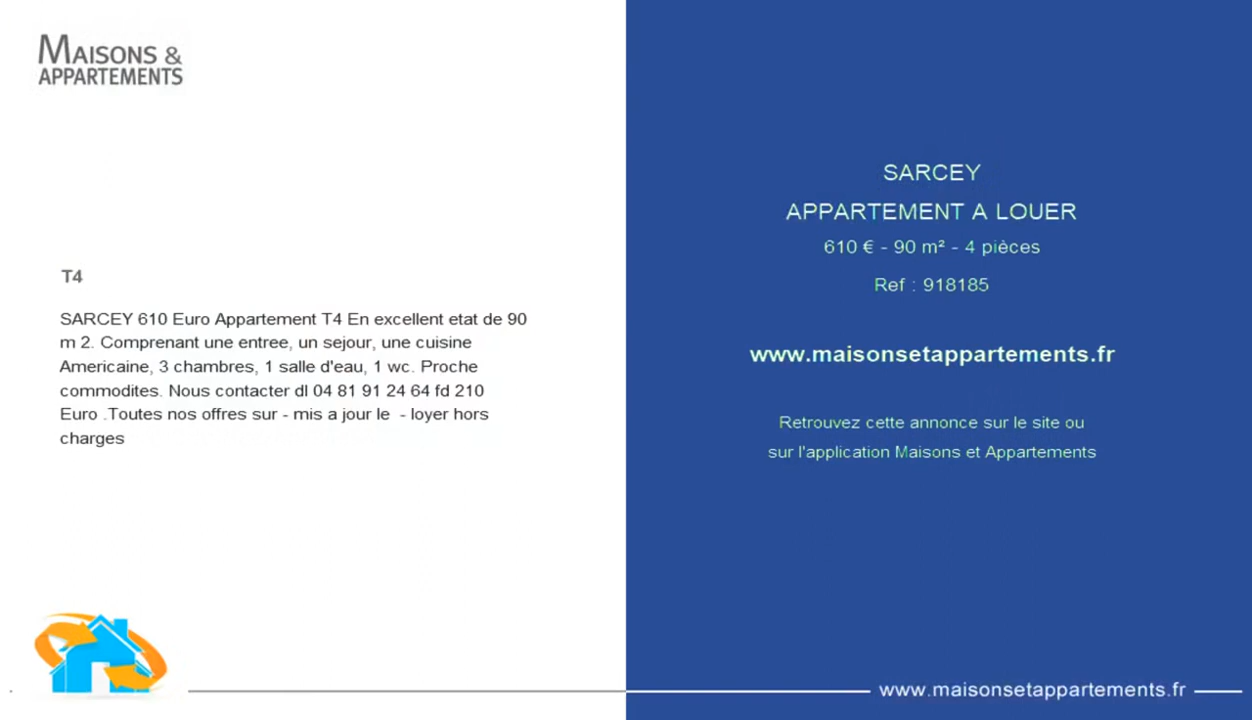 MAISONS &
APPARTEMENTS
T4
SARCEY 610 Euro Appartement T4 En excellent etat de 90
m 2. Comprenant une entree, un sejour, une cuisine
Americaine, 3 chambres, 1 salle d'eau, 1 wc. Proche
commodites. Nous contacter dl 04 81 91 24 64 fd 210
Euro .Toutes nos offres sur - mis a jour le  - loyer hors
charges
SARCEY
APPARTEMENT A LOUER
610 € - 90 m² - 4 pièces
Ref : 918185
www.maisonsetappartements.fr
Retrouvez cette annonce sur le site ou
sur l'application Maisons et Appartements
www.maisonsetappartements.fr